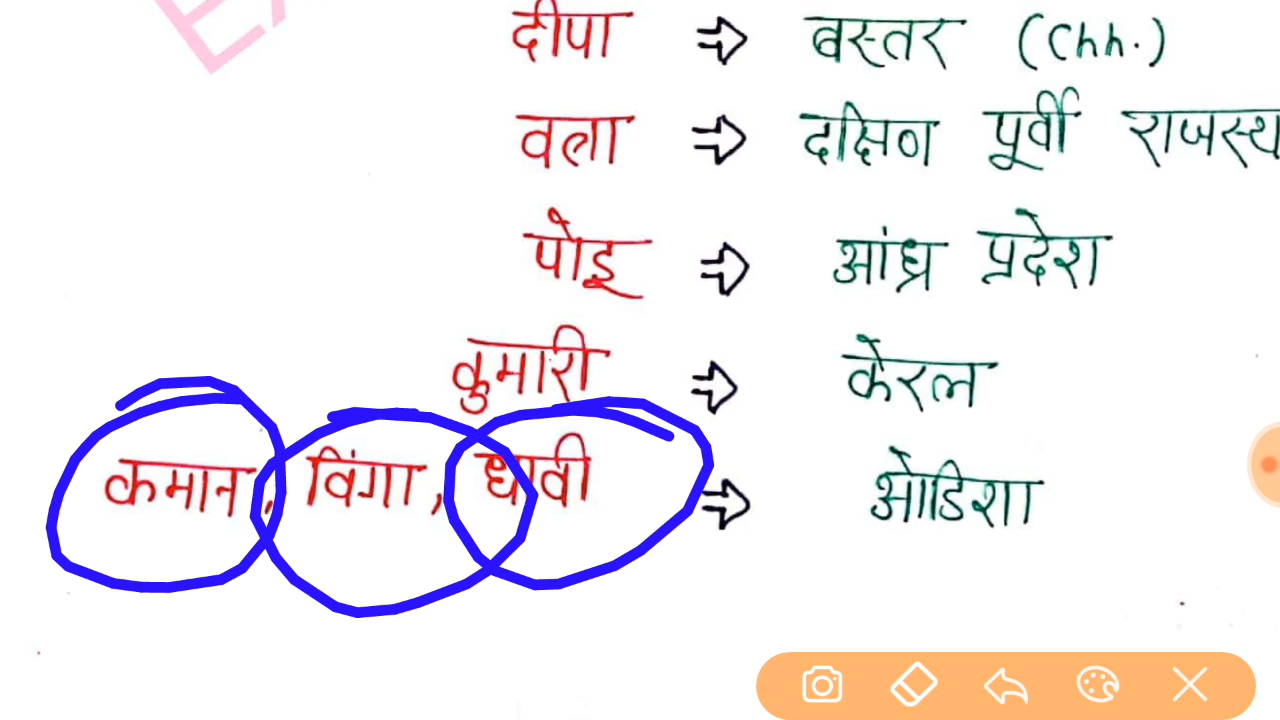 दीपा ⇒ बस्तर (Chh.)
वला ⇒ दक्षिण पूर्वी राजस्थ
पोडू ⇒ आंध्र प्रदेश
कुमारी ⇒ केरल
कमान, विंगा, धावी ⇒ ओडिशा